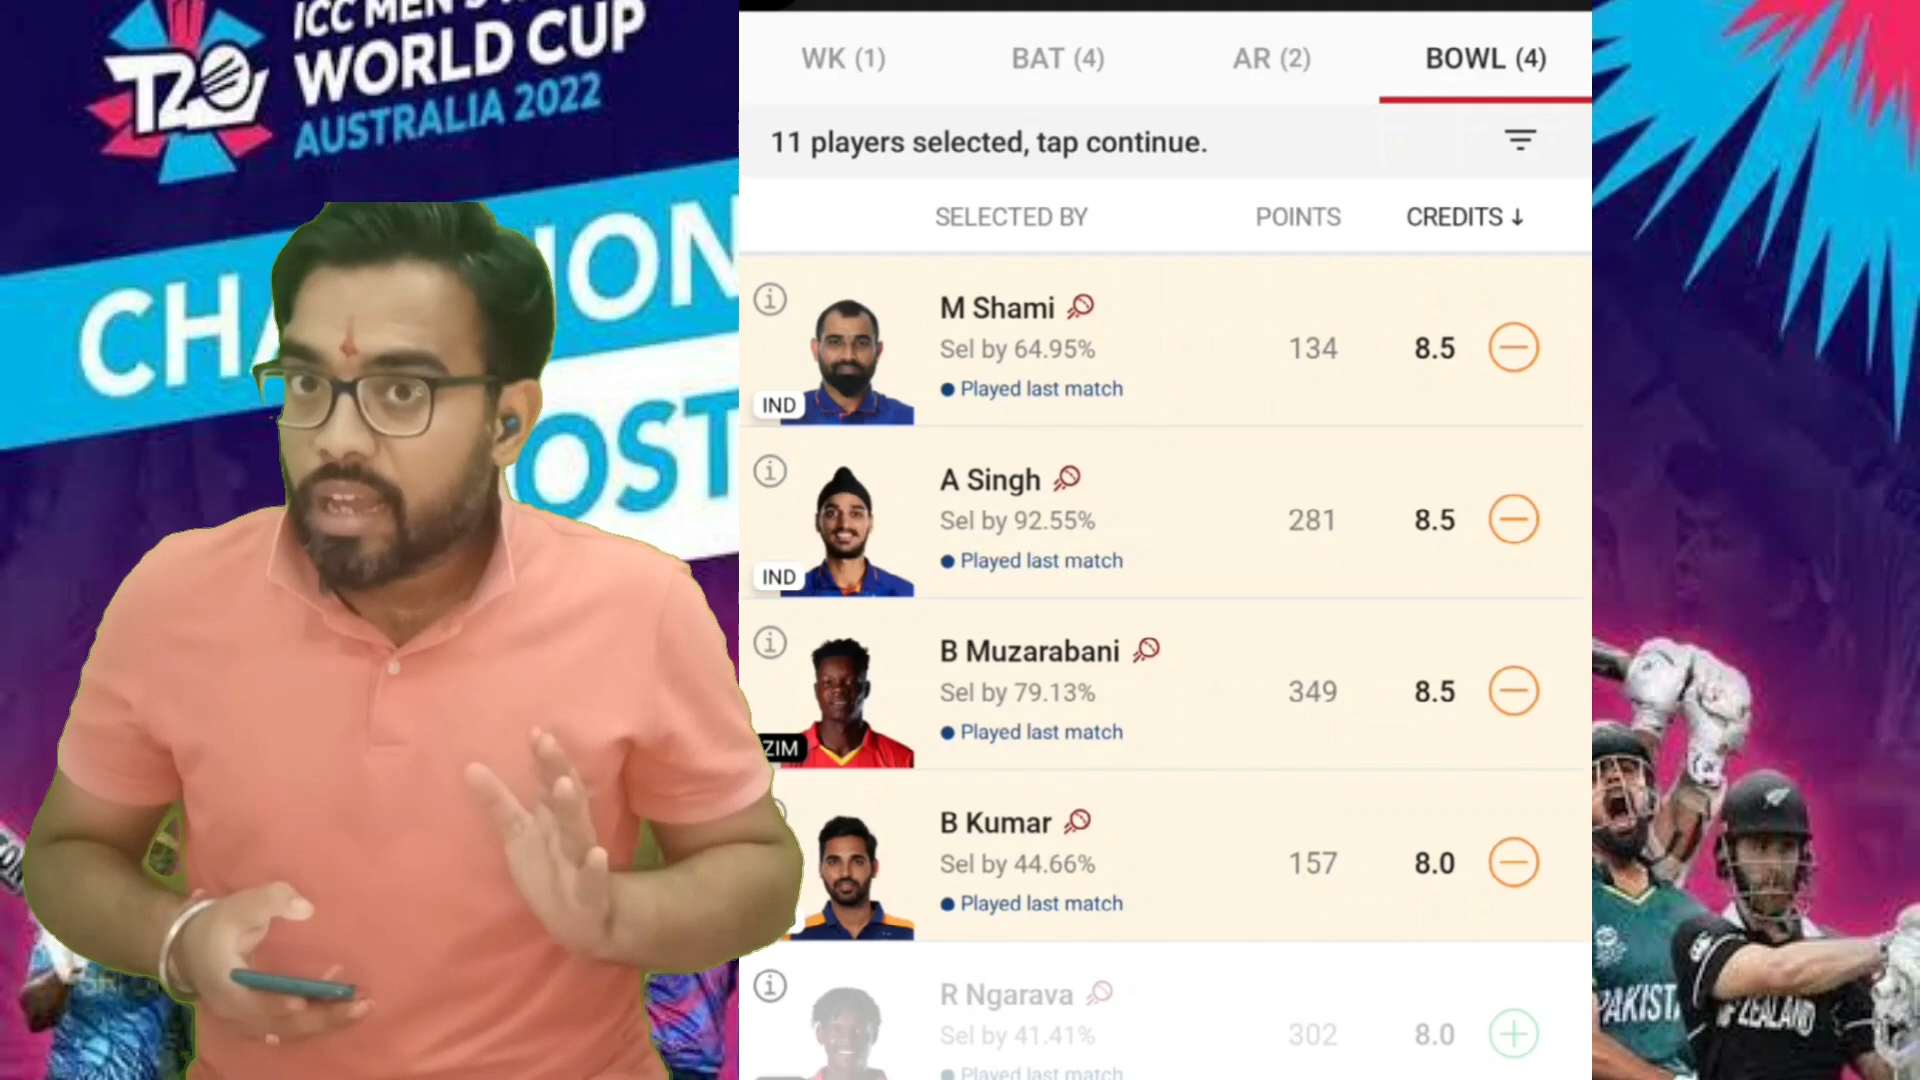 ICC MEN'S
T20
WORLD CUP
AUSTRALIA 2022
WK (1)
BAT (4)
AR (2)
BOWL (4)
11 players selected, tap continue.
SELECTED BY
POINTS
CREDITS ↓
M Shami
Sel by 64.95%
134
8.5
Played last match
IND
A Singh
Sel by 92.55%
281
8.5
Played last match
IND
B Muzarabani
Sel by 79.13%
349
8.5
Played last match
ZIM
B Kumar
Sel by 44.66%
157
8.0
Played last match
R Ngarava
Sel by 41.41%
302
8.0
Played last match
CHA
ION
OST
PAKISTA
ZEALAND